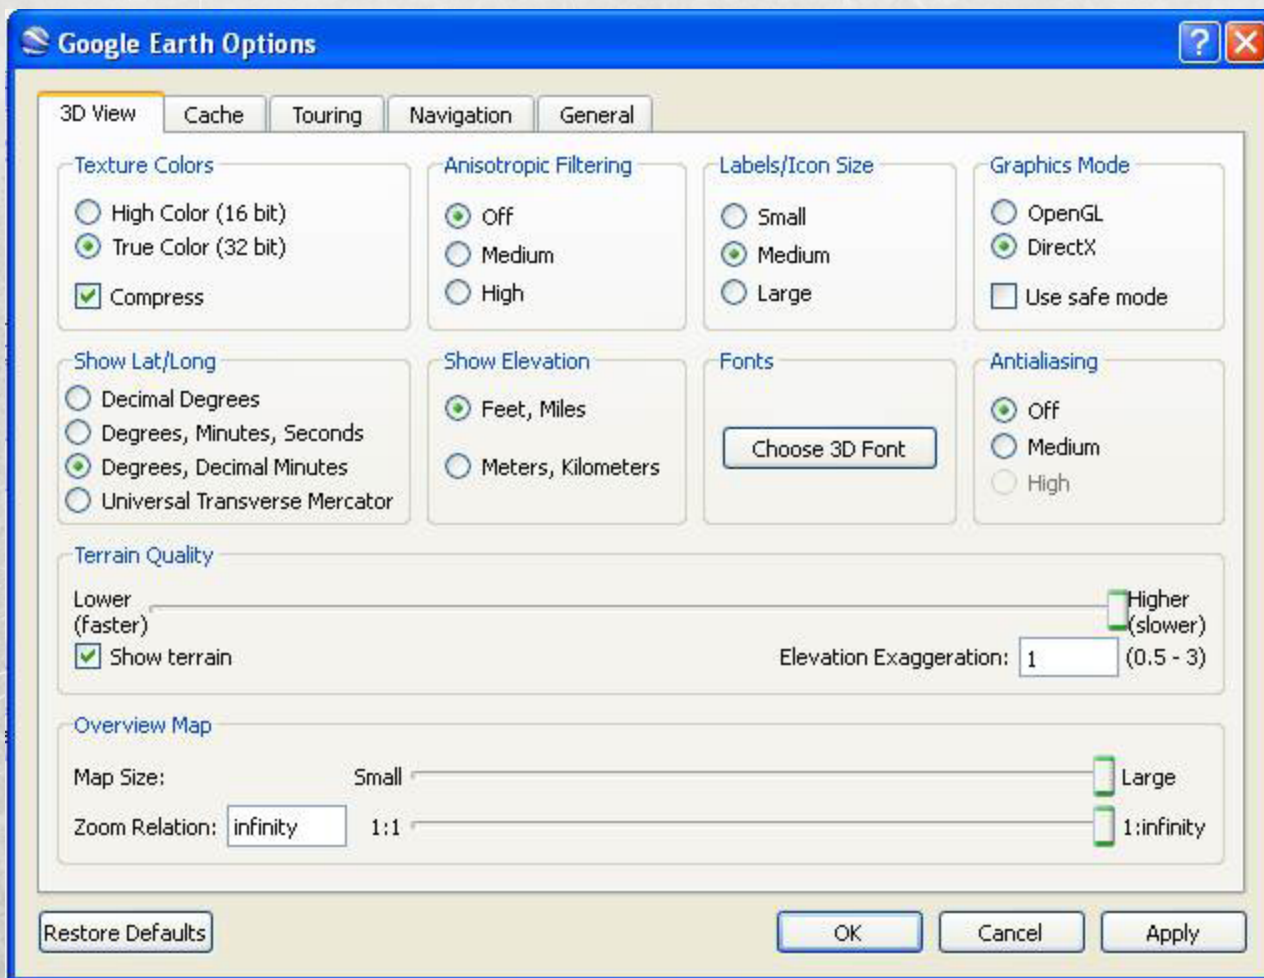 Google Earth Options
3D View Cache Touring Navigation General
Texture Colors
High Color (16 bit)
True Color (32 bit)
Compress
Anisotropic Filtering
Off
Medium
High
Labels/Icon Size
Small
Medium
Large
Graphics Mode
OpenGL
DirectX
Use safe mode
Show Lat/Long
Decimal Degrees
Degrees, Minutes, Seconds
Degrees, Decimal Minutes
Universal Transverse Mercator
Show Elevation
Feet, Miles
Meters, Kilometers
Fonts
Choose 3D Font
Antialiasing
Off
Medium
High
Terrain Quality
Lower
(faster)
Higher
(slower)
Show terrain
Elevation Exaggeration: 1 (0.5 - 3)
Overview Map
Map Size: Small Large
Zoom Relation: infinity 1:1 1:infinity
Restore Defaults OK Cancel Apply